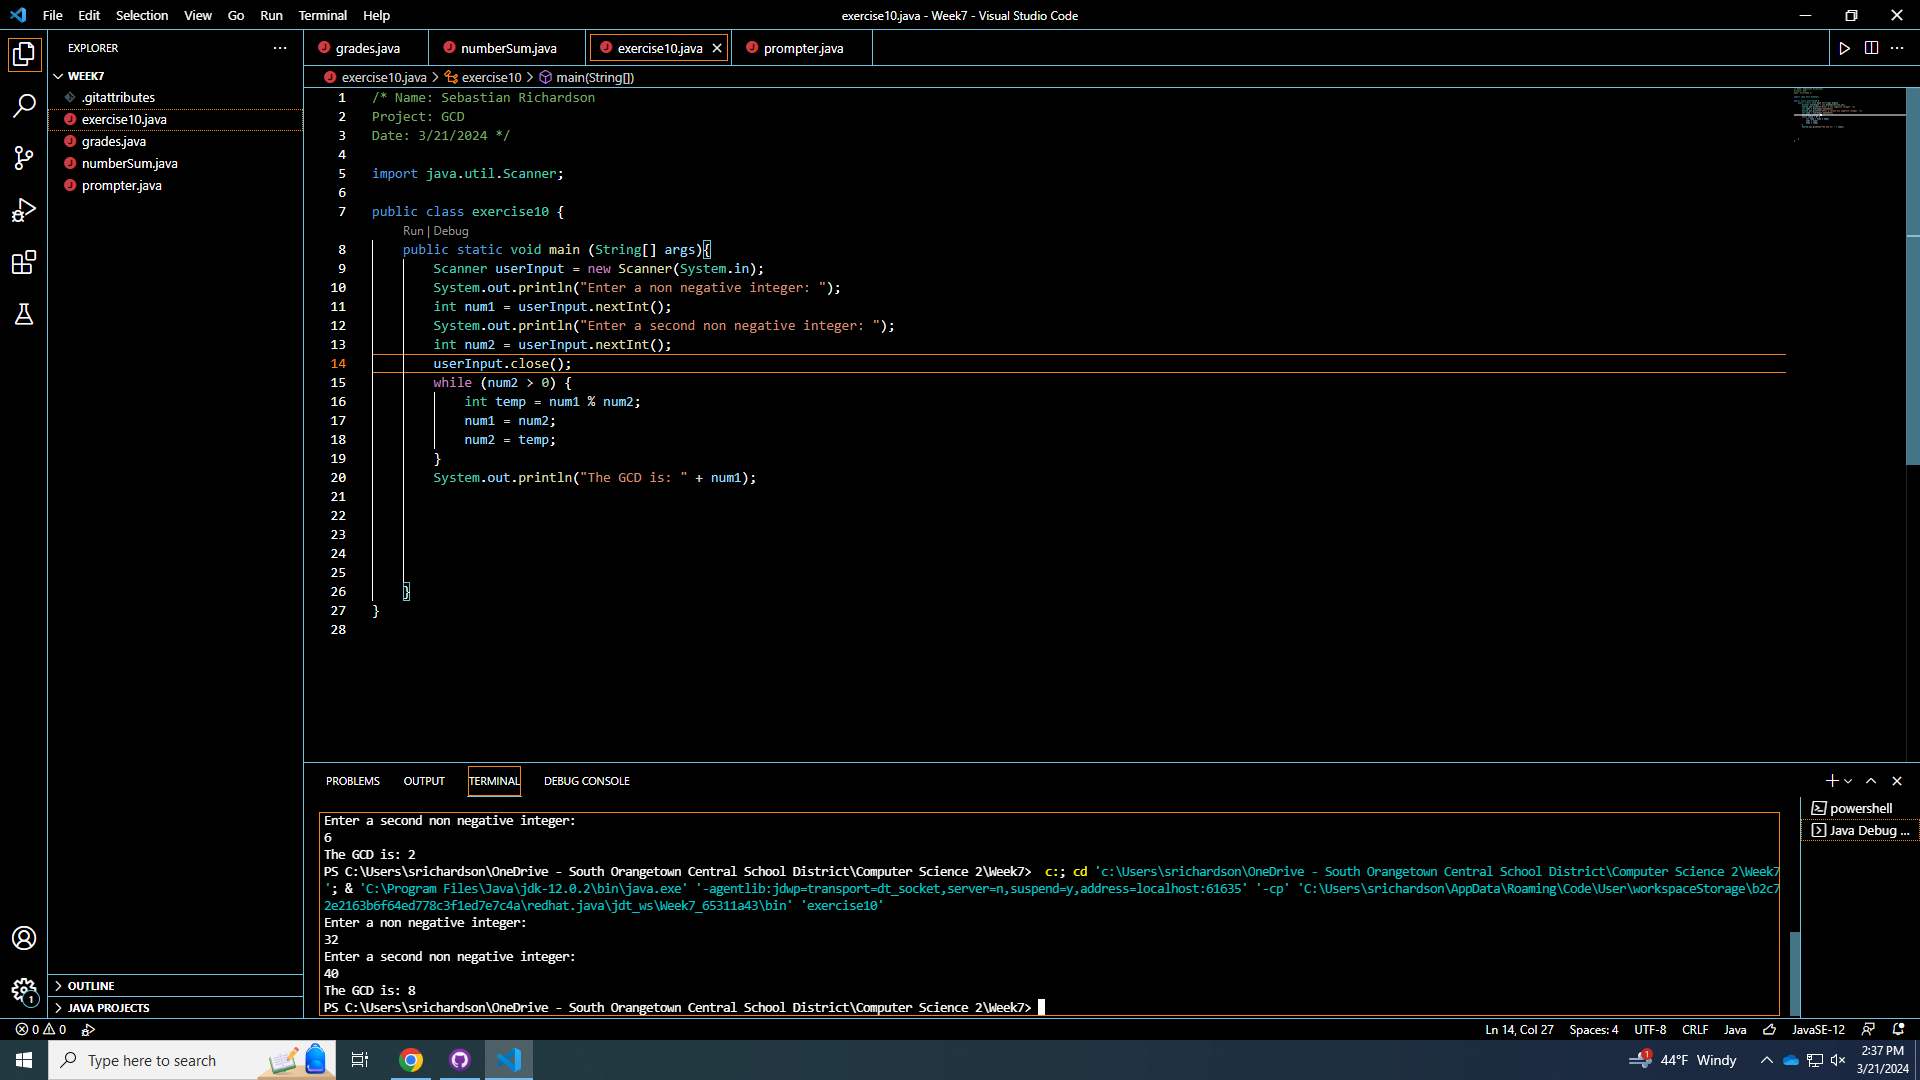 File Edit Selection View Go Run Terminal Help
exercise10.java - Week7 - Visual Studio Code
EXPLORER
WEEK7
.gitattributes
exercise10.java
grades.java
numberSum.java
prompter.java
OUTLINE
JAVA PROJECTS
grades.java numberSum.java exercise10.java prompter.java
exercise10.java > exercise10 > main(String[])
1 /* Name: Sebastian Richardson
2 Project: GCD
3 Date: 3/21/2024 */
4
5 import java.util.Scanner;
6
7 public class exercise10 {
Run | Debug
8 public static void main (String[] args){
9 Scanner userInput = new Scanner(System.in);
10 System.out.println("Enter a non negative integer: ");
11 int num1 = userInput.nextInt();
12 System.out.println("Enter a second non negative integer: ");
13 int num2 = userInput.nextInt();
14 userInput.close();
15 while (num2 > 0) {
16 int temp = num1 % num2;
17 num1 = num2;
18 num2 = temp;
19 }
20 System.out.println("The GCD is: " + num1);
21
22
23
24
25
26 }
27 }
28
PROBLEMS OUTPUT TERMINAL DEBUG CONSOLE
powershell
Java Debug ...
Enter a second non negative integer:
6
The GCD is: 2
PS C:\Users\srichardson\OneDrive - South Orangetown Central School District\Computer Science 2\Week7> c:; cd 'c:\Users\srichardson\OneDrive - South Orangetown Central School District\Computer Science 2\Week7
'; & 'C:\Program Files\Java\jdk-12.0.2\bin\java.exe' '-agentlib:jdwp=transport=dt_socket,server=n,suspend=y,address=localhost:61635' '-cp' 'C:\Users\srichardson\AppData\Roaming\Code\User\workspaceStorage\b2c7
2e2163b6f64ed778c3f1ed7e7c4a\redhat.java\jdt_ws\Week7_65311a43\bin' 'exercise10'
Enter a non negative integer:
32
Enter a second non negative integer:
40
The GCD is: 8
PS C:\Users\srichardson\OneDrive - South Orangetown Central School District\Computer Science 2\Week7>
0 0
Ln 14, Col 27 Spaces: 4 UTF-8 CRLF Java JavaSE-12
1
Type here to search
1 44°F Windy
2:37 PM
3/21/2024